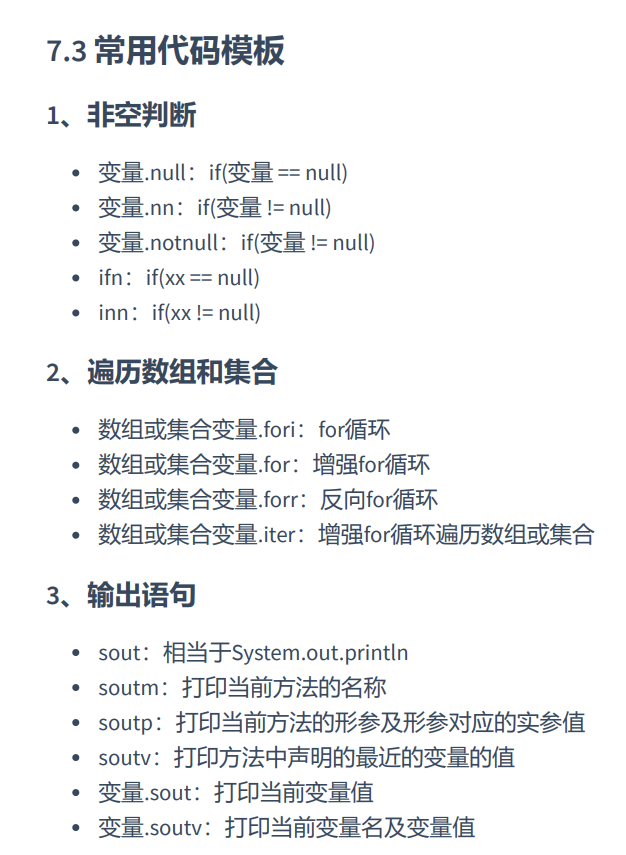 7.3 常用代码模板
1、非空判断
• 变量.null：if(变量 == null)
• 变量.nn：if(变量 != null)
• 变量.notnull：if(变量 != null)
• ifn：if(xx == null)
• inn：if(xx != null)
2、遍历数组和集合
• 数组或集合变量.fori：for循环
• 数组或集合变量.for：增强for循环
• 数组或集合变量.forr：反向for循环
• 数组或集合变量.iter：增强for循环遍历数组或集合
3、输出语句
• sout：相当于System.out.println
• soutm：打印当前方法的名称
• soutp：打印当前方法的形参及形参对应的实参值
• soutv：打印方法中声明的最近的变量的值
• 变量.sout：打印当前变量值
• 变量.soutv：打印当前变量名及变量值